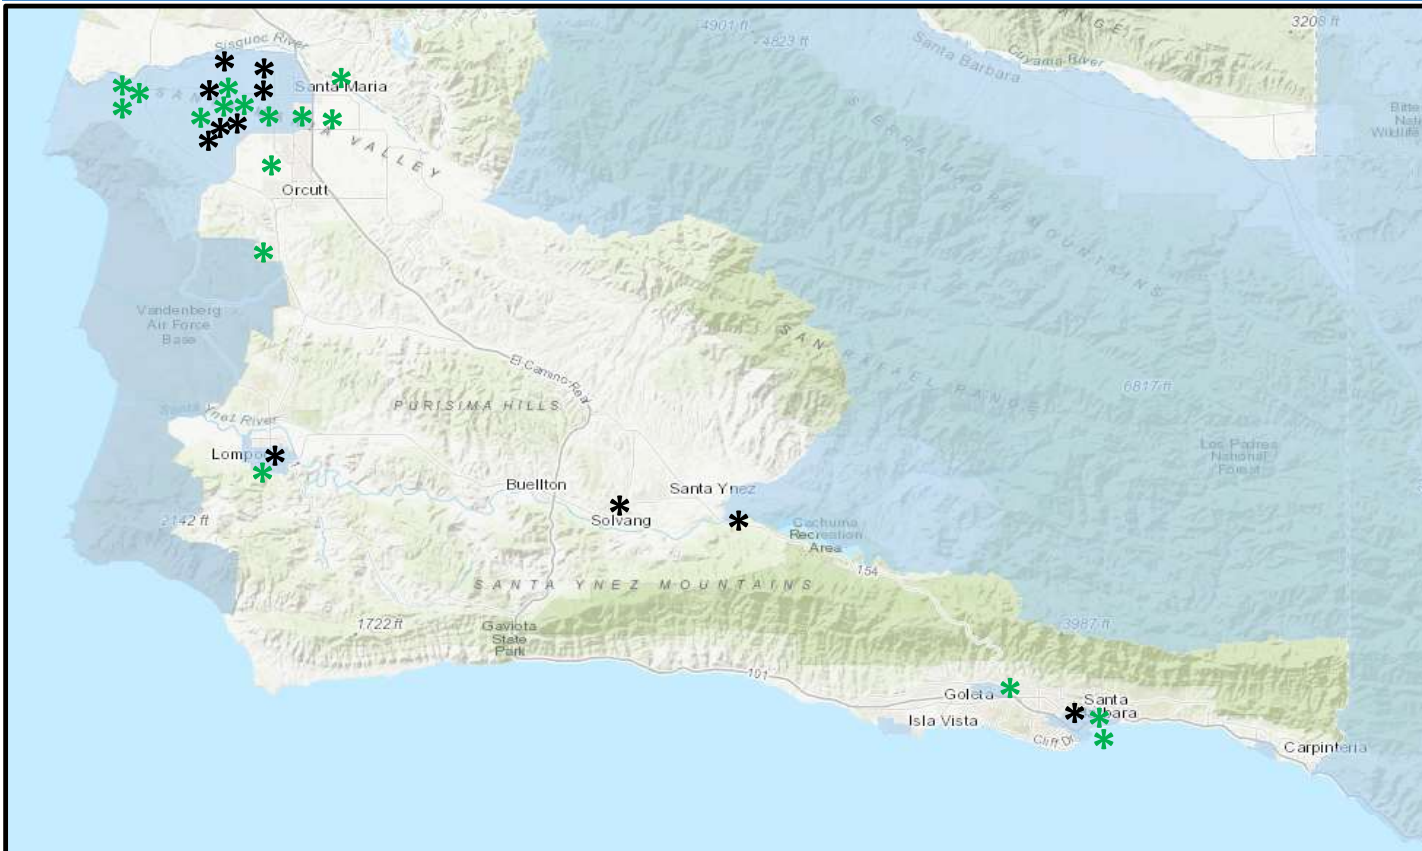 4901 ft
4823 ft
3208 ft
Sisquoc River
Santa Barbara
Cuyama River
Santa Maria
VALLEY
Orcutt
SIERRA MADRE MOUNTAINS
Vandenberg
Air Force
Base
SAN RAFAEL RANGE
El Camino Real
6817 ft
PURISIMA HILLS
Ynez River
Los Padres
National
Forest
Buellton
Santa Ynez
Solvang
2142 ft
Cachuma
Recreation
Area
154
SANTA YNEZ MOUNTAINS
1722 ft
3987 ft
Gaviota
State
Park
101
Goleta
Santa
Isla Vista
Cliff Dr
Carpinteria